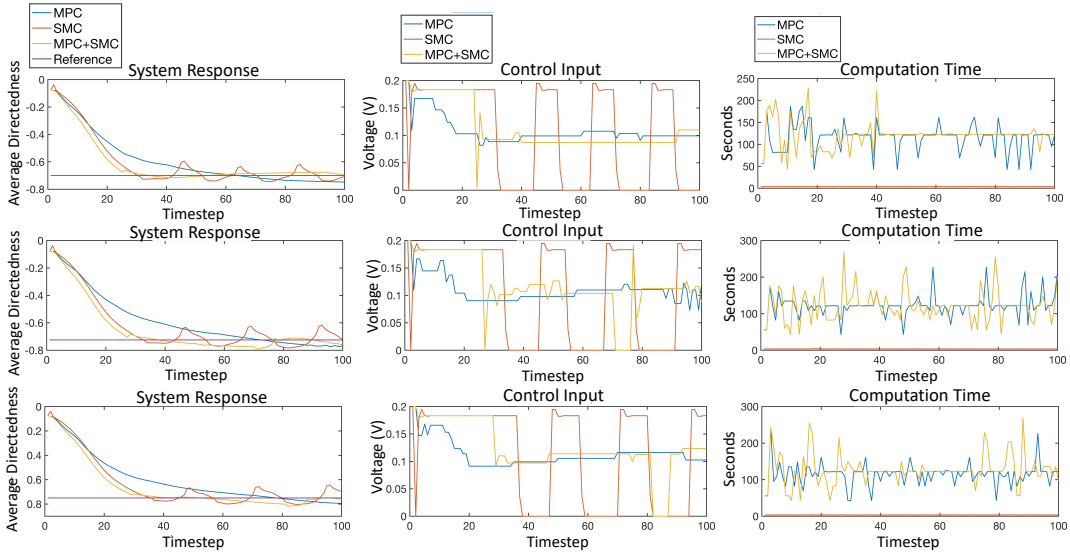 MPC
SMC
MPC+SMC
Reference
MPC
SMC
MPC+SMC
MPC
SMC
MPC+SMC
System Response
Average Directedness
0
-0.2
-0.4
-0.6
-0.8
0 20 40 60 80 100
Timestep
Control Input
Voltage (V)
0.2
0.15
0.1
0.05
0
0 20 40 60 80 100
Timestep
Computation Time
Seconds
250
200
150
100
50
0
0 20 40 60 80 100
Timestep
System Response
Average Directedness
0
-0.2
-0.4
-0.6
-0.8
0 20 40 60 80 100
Timestep
Control Input
Voltage (V)
0.2
0.15
0.1
0.05
0
0 20 40 60 80 100
Timestep
Computation Time
Seconds
300
200
100
0
0 20 40 60 80 100
Timestep
System Response
Average Directedness
0
0.2
0.4
-0.6
-0.8
0 20 40 60 80 100
Timestep
Control Input
Voltage (V)
0.2
0.15
0.1
0.05
0
0 20 40 60 80 100
Timestep
Computation Time
Seconds
300
200
100
0
0 20 40 60 80 100
Timestep